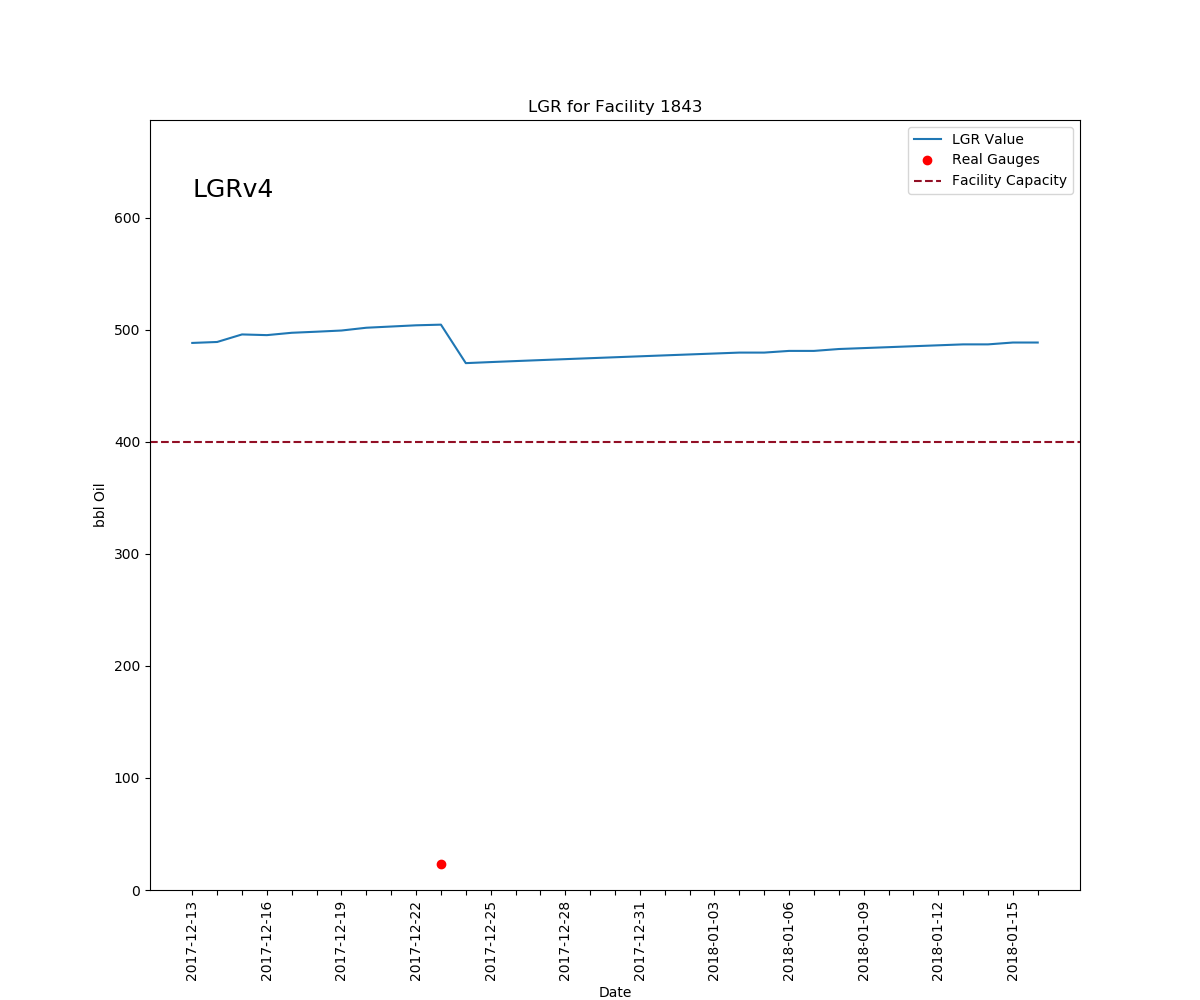 LGR for Facility 1843
LGRv4
LGR Value
Real Gauges
Facility Capacity
600
500
400
300
200
100
0
bbl Oil
2017-12-13
2017-12-16
2017-12-19
2017-12-22
2017-12-25
2017-12-28
2017-12-31
2018-01-03
2018-01-06
2018-01-09
2018-01-12
2018-01-15
Date